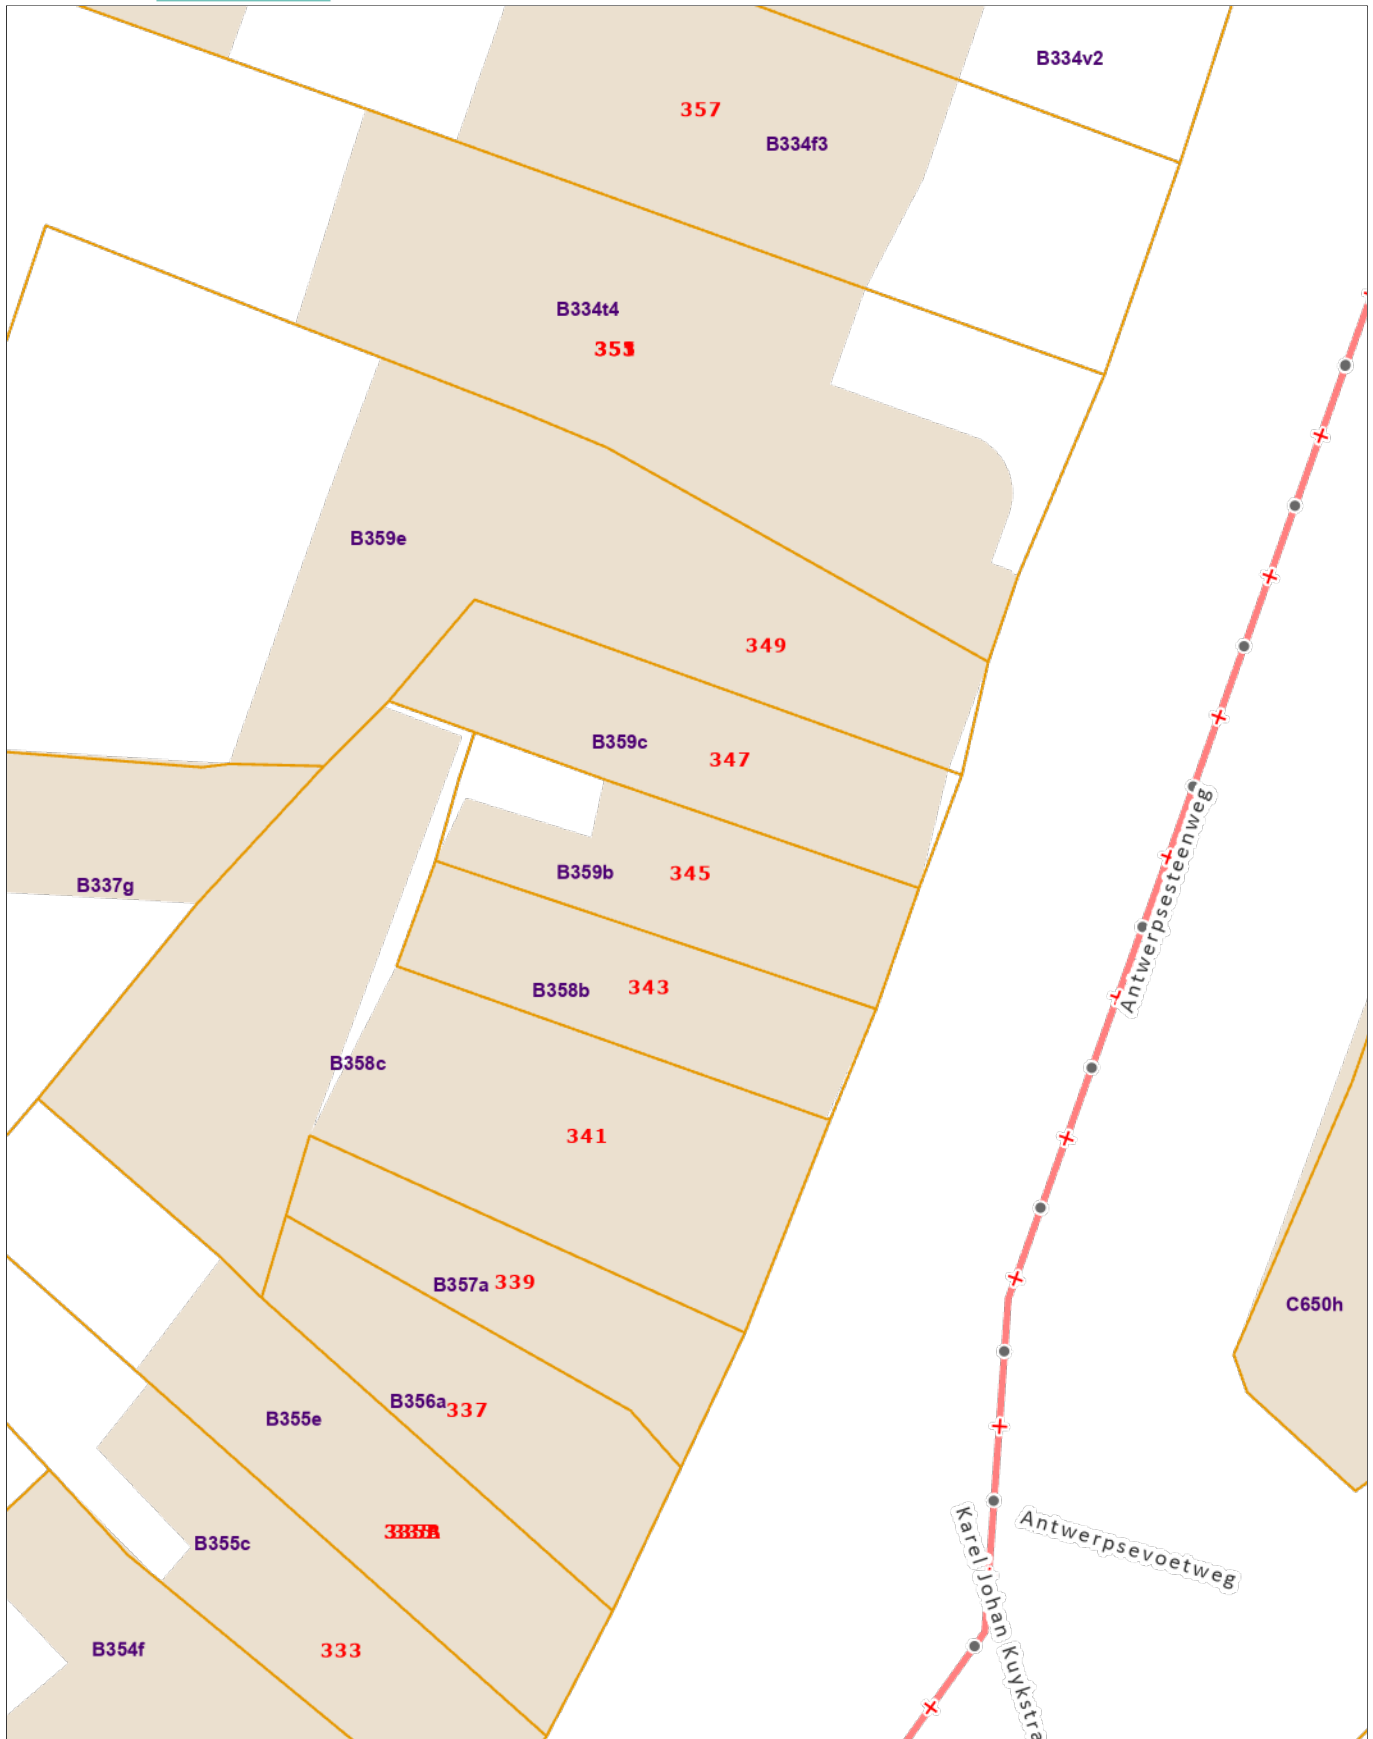 B334v2
357
B334f3
B334t4
B359e
349
B359c
347
B359b
345
B337g
Antwerpsesteenweg
B358b
343
B358c
341
B357a
339
C650h
B356a
337
B355e
Antwerpsevoetweg
Karel Johan Kuykstra
B355c
B354f
333